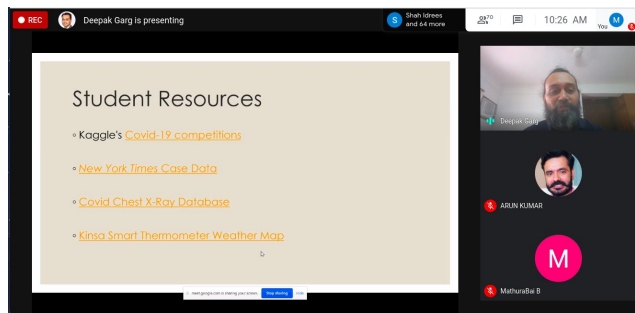 REC
Deepak Garg is presenting
S
Shah Idrees
and 64 more
70
10:26 AM
You
M
Student Resources
Kaggle's Covid-19 competitions
New York Times Case Data
Covid Chest X-Ray Database
Kinsa Smart Thermometer Weather Map
meet.google.com is sharing your screen.
Stop sharing
Hide
Deepak Garg
ARUN KUMAR
M
MathuraBai B